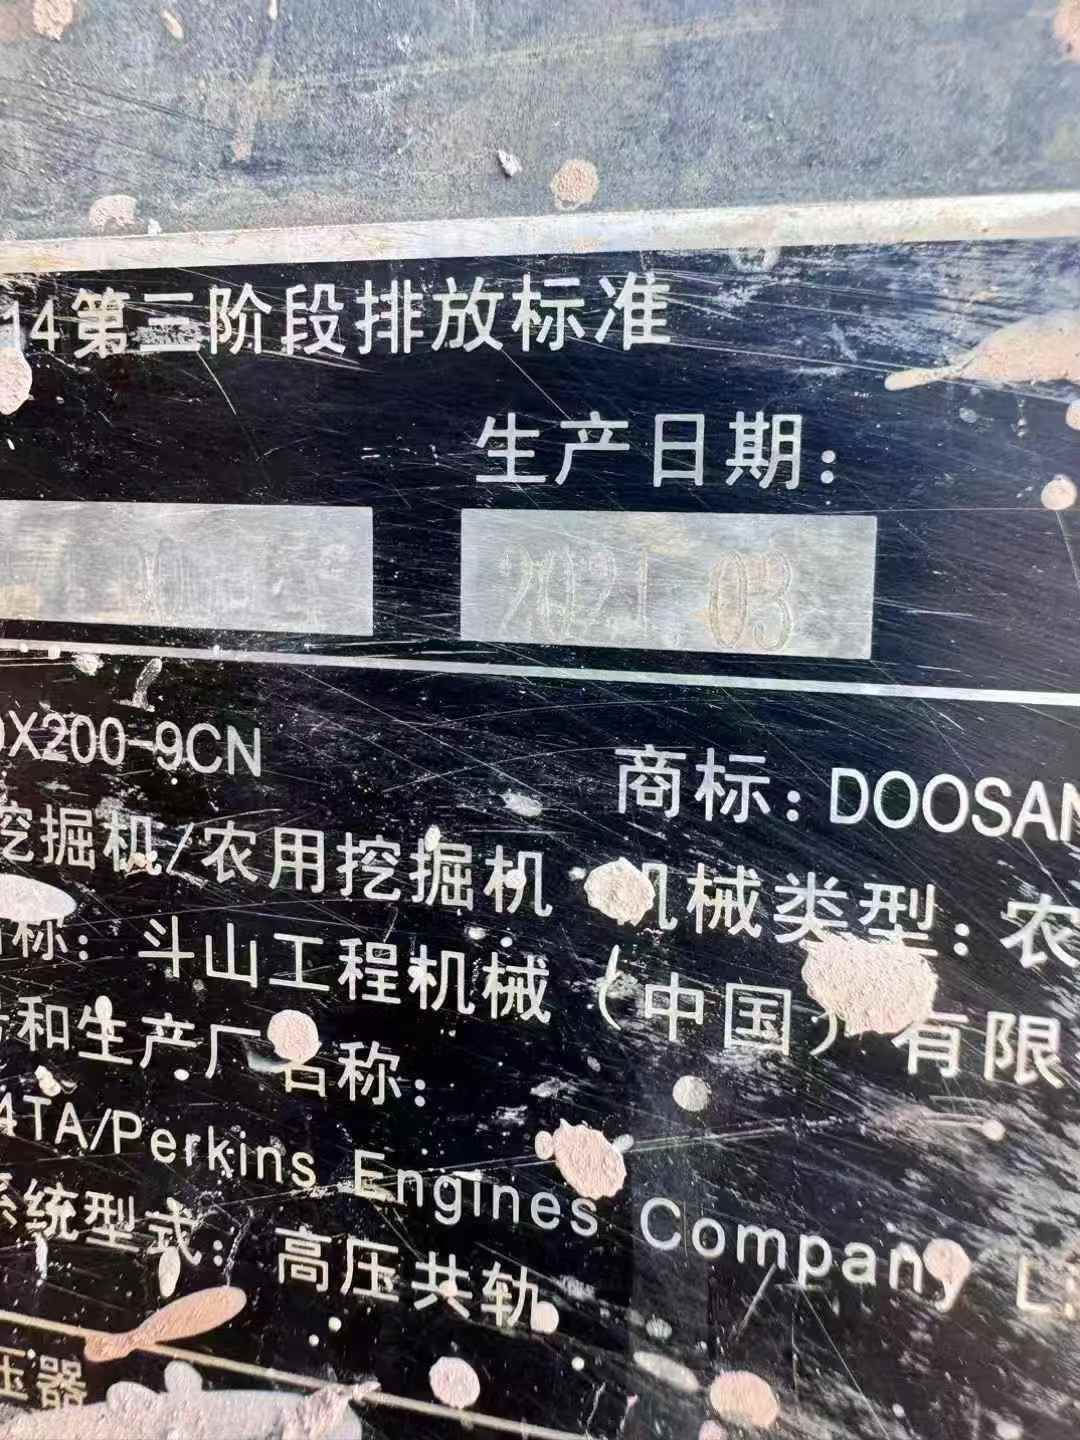 14第三阶段排放标准
生产日期:
2021.03
DX200-9CN
商标: DOOSAN
挖掘机/农用挖掘机 机械类型: 农
称: 斗山工程机械 (中国) 有限
和生产厂名称:
4TA/Perkins Engines Company L
系统型式: 高压共轨
压器